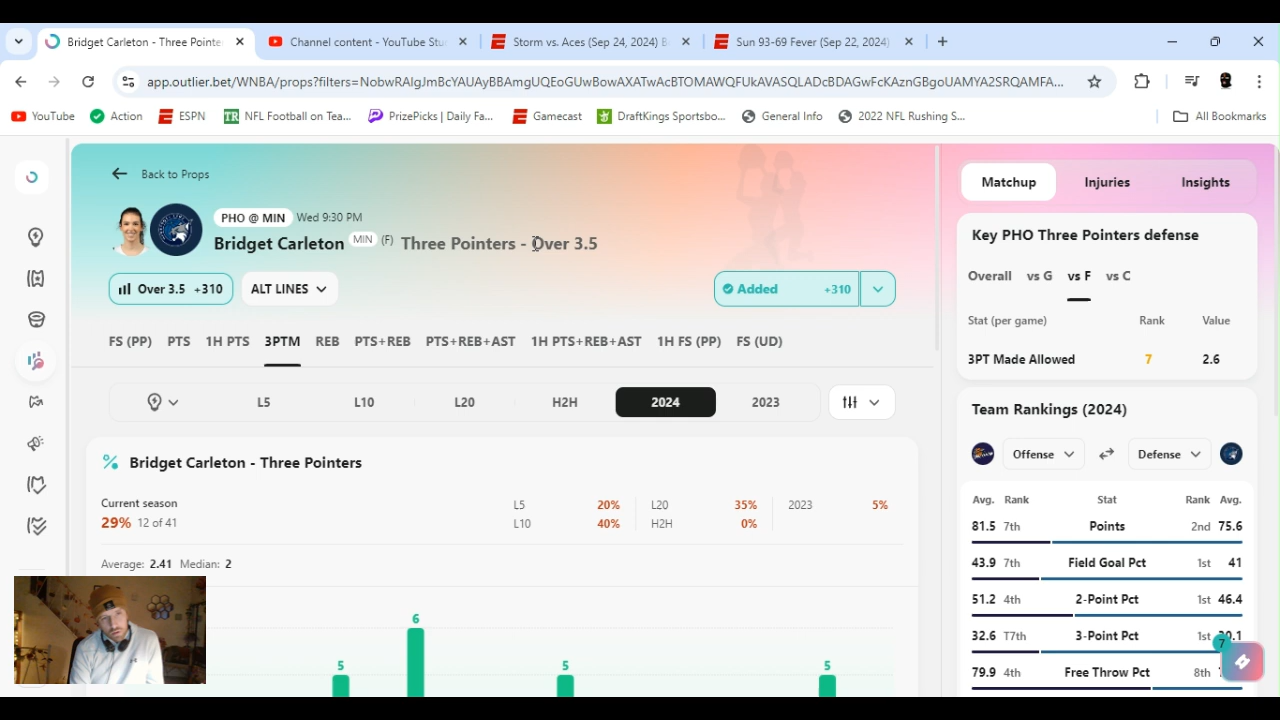 Bridget Carleton - Three Pointe
Channel content - YouTube Stu
Storm vs. Aces (Sep 24, 2024) B
Sun 93-69 Fever (Sep 22, 2024)
app.outlier.bet/WNBA/props?filters=NobwRAlgJmBcYAUAyBBAmgUQEoGUwBowAXATwAcBTOMAWQFUkAVASQLADcBDAGwFcKAznGBgoUAMYA2SRQAMFA...
YouTube
Action
ESPN
NFL Football on Tea...
PrizePicks | Daily Fa...
Gamecast
DraftKings Sportsbo...
General Info
2022 NFL Rushing S...
All Bookmarks
Back to Props
PHO @ MIN Wed 9:30 PM
Bridget Carleton MIN (F) Three Pointers - Over 3.5
Over 3.5 +310
ALT LINES
Added +310
FS (PP) PTS 1H PTS 3PTM REB PTS+REB PTS+REB+AST 1H PTS+REB+AST 1H FS (PP) FS (UD)
L5 L10 L20 H2H 2024 2023
Bridget Carleton - Three Pointers
Current season
29% 12 of 41
L5 20% L20 35% 2023 5%
L10 40% H2H 0%
Average: 2.41 Median: 2
6
5 5 5
Matchup Injuries Insights
Key PHO Three Pointers defense
Overall vs G vs F vs C
Stat (per game) Rank Value
3PT Made Allowed 7 2.6
Team Rankings (2024)
Offense Defense
Avg. Rank Stat Rank Avg.
81.5 7th Points 2nd 75.6
43.9 7th Field Goal Pct 1st 41
51.2 4th 2-Point Pct 1st 46.4
32.6 T7th 3-Point Pct 1st
7
79.9 4th Free Throw Pct 8th